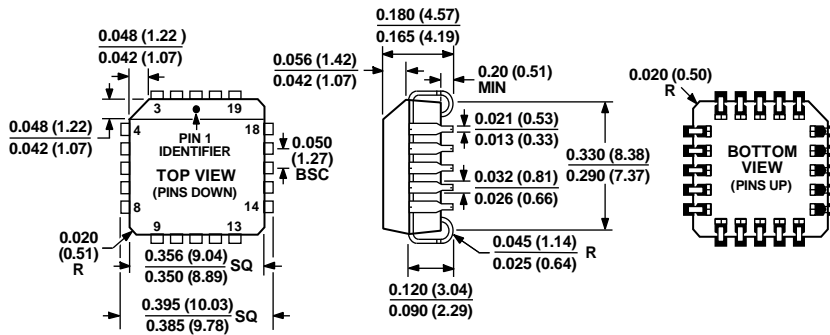 0.048 (1.22 )
0.042 (1.07)
0.048 (1.22)
0.042 (1.07)
3
19
4
18
PIN 1
IDENTIFIER
TOP VIEW
(PINS DOWN)
8
14
9
13
0.050
(1.27)
BSC
0.020
(0.51)
R
0.356 (9.04)
0.350 (8.89)
SQ
0.395 (10.03)
0.385 (9.78)
SQ
0.180 (4.57)
0.165 (4.19)
0.056 (1.42)
0.042 (1.07)
0.20 (0.51)
MIN
0.021 (0.53)
0.013 (0.33)
0.032 (0.81)
0.026 (0.66)
0.330 (8.38)
0.290 (7.37)
0.045 (1.14)
0.025 (0.64)
R
0.120 (3.04)
0.090 (2.29)
0.020 (0.50)
R
BOTTOM
VIEW
(PINS UP)